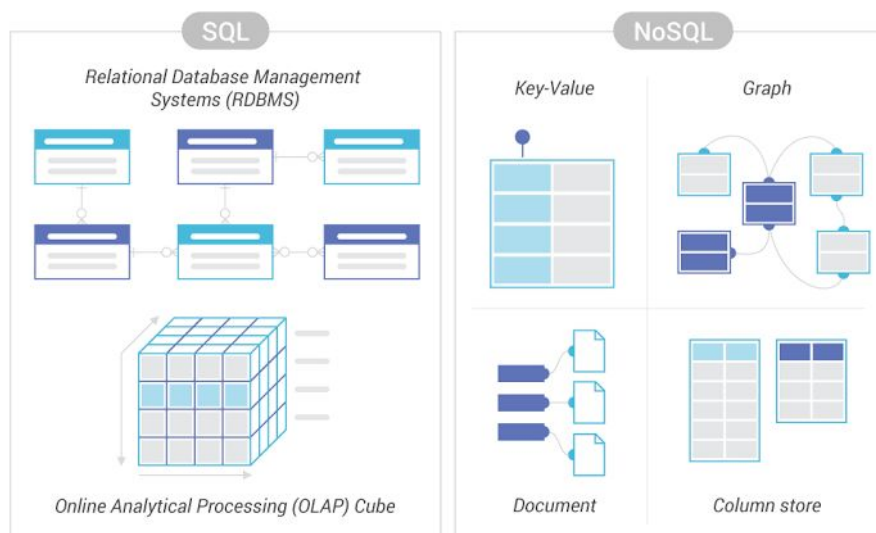 SQL
Relational Database Management
Systems (RDBMS)
Online Analytical Processing (OLAP) Cube
NoSQL
Key-Value
Graph
Document
Column store